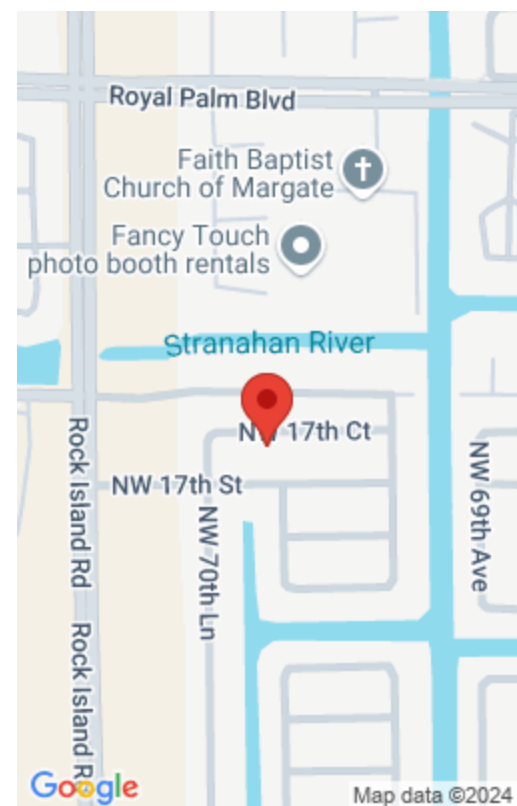 Royal Palm Blvd
Faith Baptist
Church of Margate
Fancy Touch
photo booth rentals
Stranahan River
NW 17th Ct
Rock Island Rd
NW 17th St
NW 69th Ave
NW 70th Ln
Rock Island R
Google
Map data ©2024